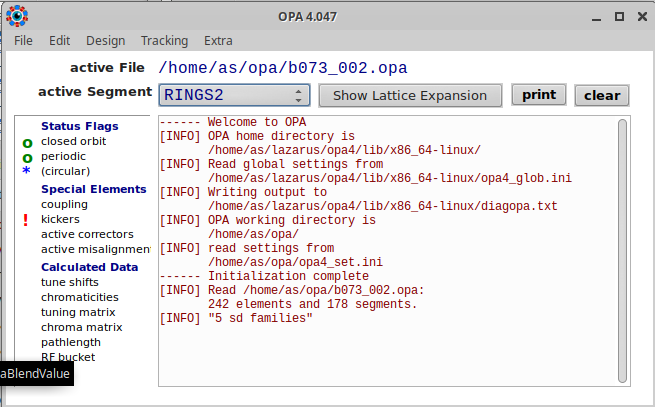 OPA 4.047
File Edit Design Tracking Extra
active File /home/as/opa/b073_002.opa
active Segment RINGS2 Show Lattice Expansion print clear
Status Flags
o closed orbit
o periodic
* (circular)
Special Elements
coupling
! kickers
active correctors
active misalignment
Calculated Data
tune shifts
chromaticities
tuning matrix
chroma matrix
pathlength
RF bucket
aBlendValue
------ Welcome to OPA
[INFO] OPA home directory is
/home/as/lazarus/opa4/lib/x86_64-linux/
[INFO] Read global settings from
/home/as/lazarus/opa4/lib/x86_64-linux/opa4_glob.ini
[INFO] Writing output to
/home/as/lazarus/opa4/lib/x86_64-linux/diagopa.txt
[INFO] OPA working directory is
/home/as/opa/
[INFO] read settings from
/home/as/opa/opa4_set.ini
------ Initialization complete
[INFO] Read /home/as/opa/b073_002.opa:
242 elements and 178 segments.
[INFO] "5 sd families"